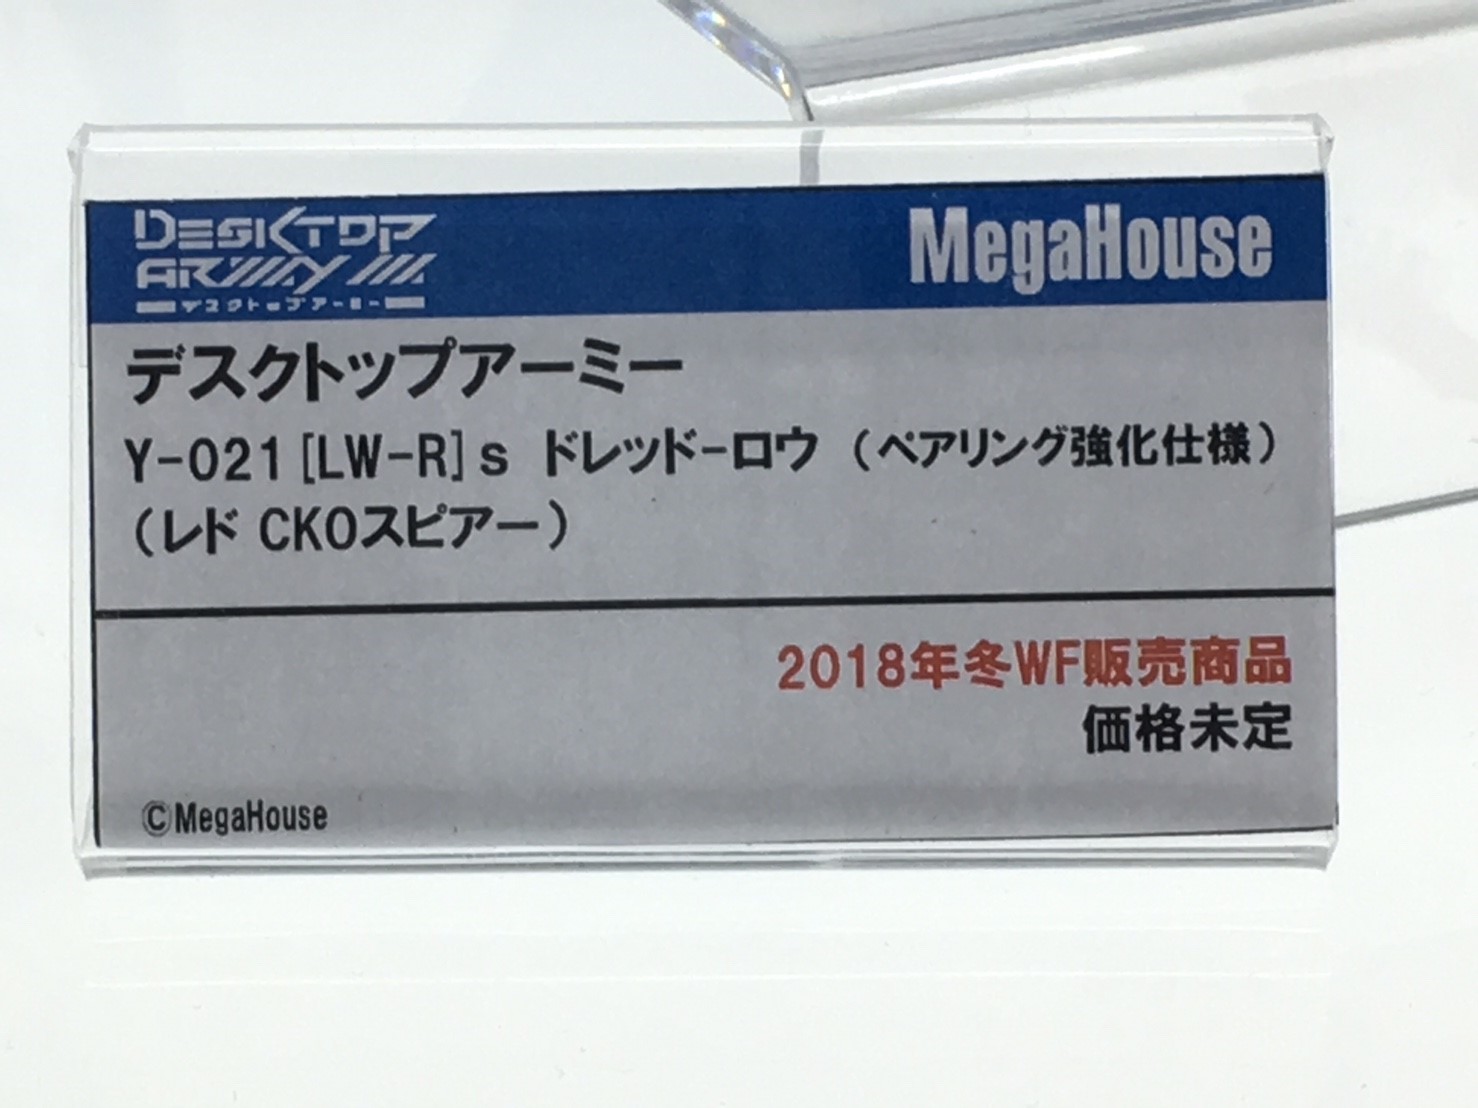 DESKTOP MegaHouse
ARMY
デスクトップアーミー
デスクトップアーミー
Y-021[LW-R]s ドレッド-ロウ (ペアリング強化仕様)
(レド CKOスピアー)
2018年冬WF販売商品
価格未定
©MegaHouse